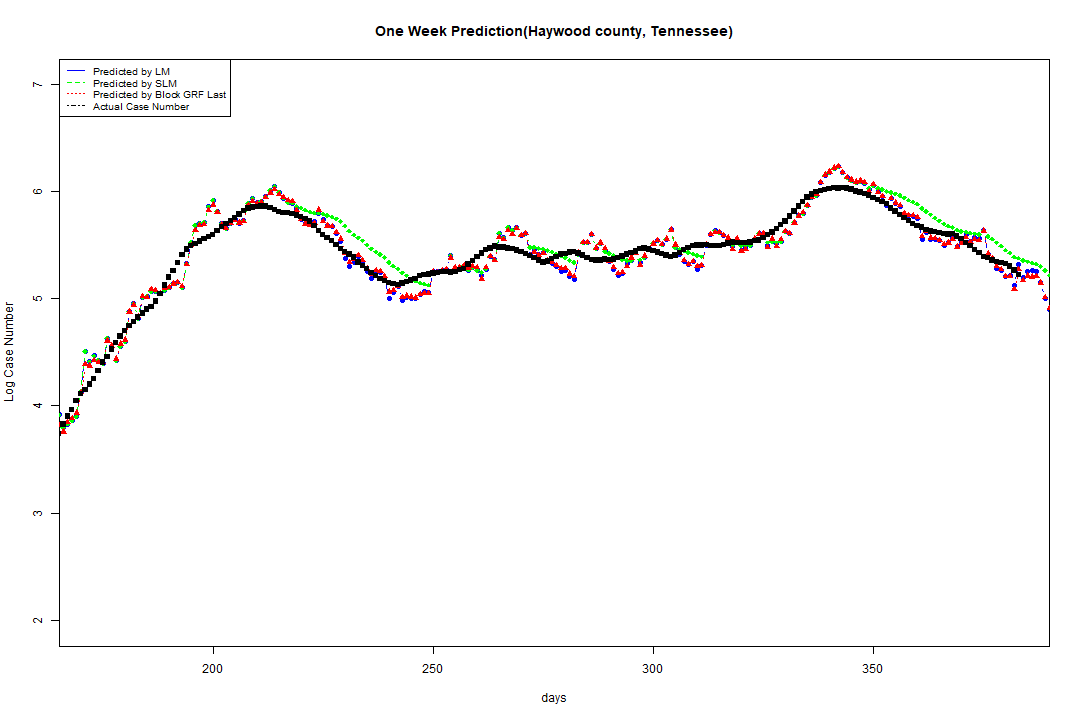 One Week Prediction(Haywood county, Tennessee)
Predicted by LM
Predicted by SLM
Predicted by Block GRF Last
Actual Case Number
7
6
5
4
3
2
Log Case Number
200 250 300 350
days